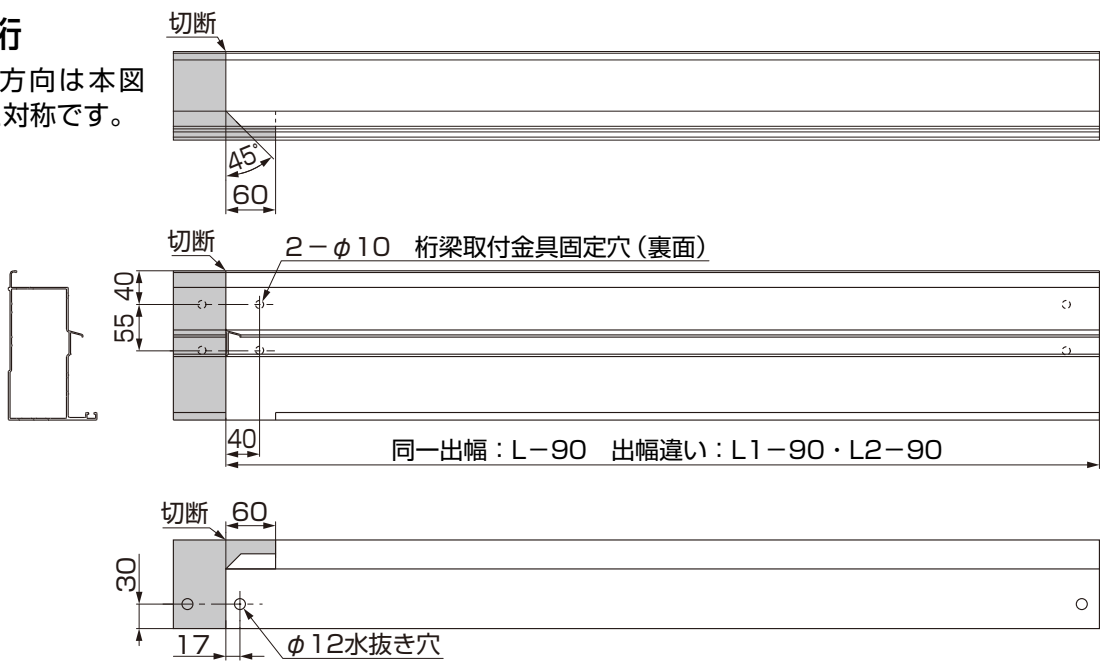 切断
桁
方向は本図
対称です。
45°
60
切断
2－φ10 桁梁取付金具固定穴（裏面）
40
55
40
同一出幅：L－90 出幅違い：L1－90・L2－90
切断
60
30
17
φ12水抜き穴